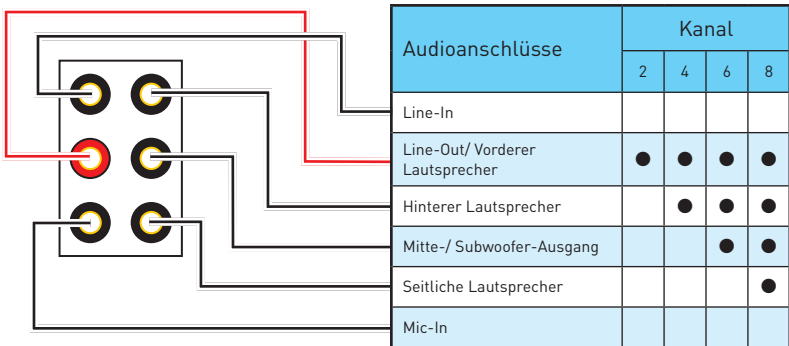 Audioanschlüsse
Kanal
2 4 6 8
Line-In
Line-Out/ Vorderer
Lautsprecher
● ● ● ●
Hinterer Lautsprecher
● ● ●
Mitte-/ Subwoofer-Ausgang
● ●
Seitliche Lautsprecher
●
Mic-In